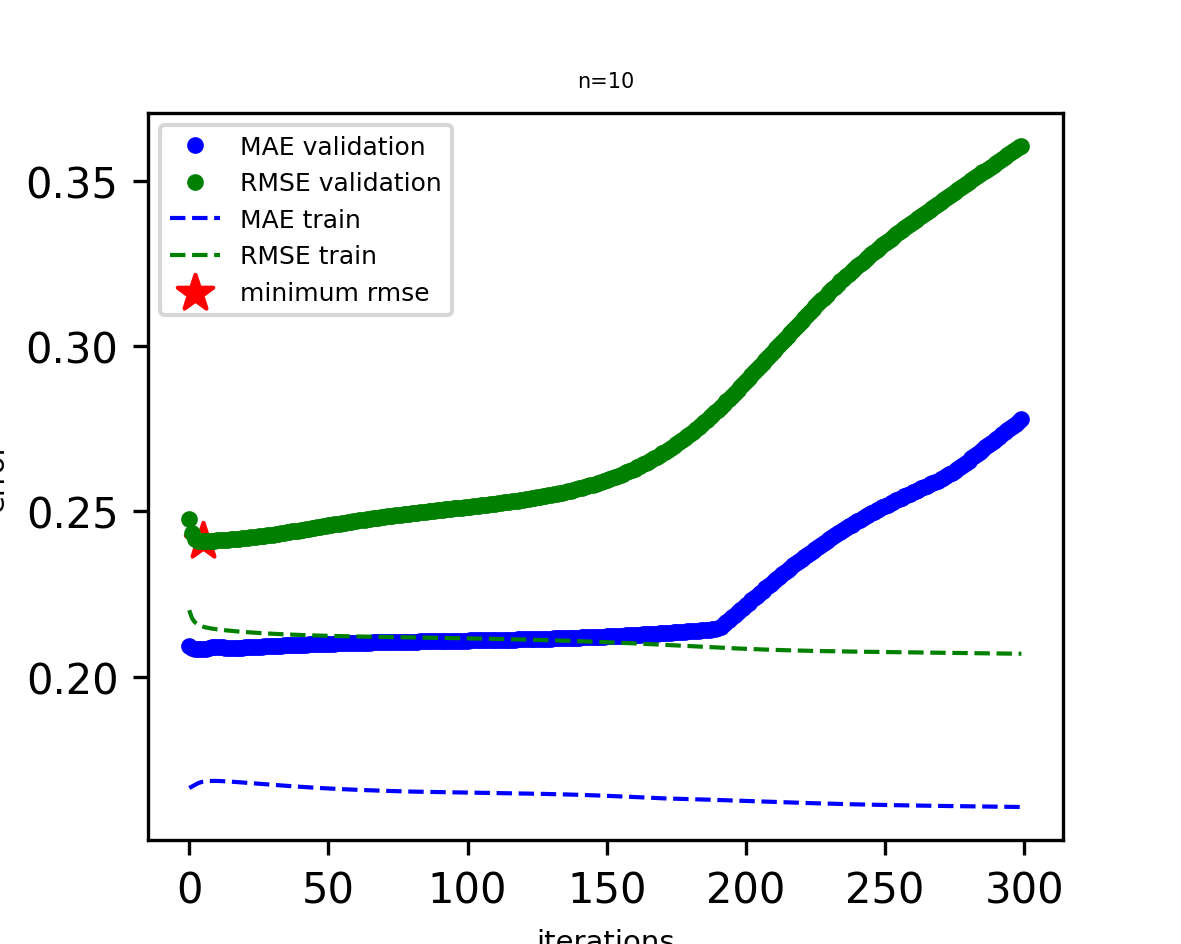 n=10
MAE validation
RMSE validation
MAE train
RMSE train
minimum rmse
0.35
0.30
0.25
0.20
0 50 100 150 200 250 300
iterations